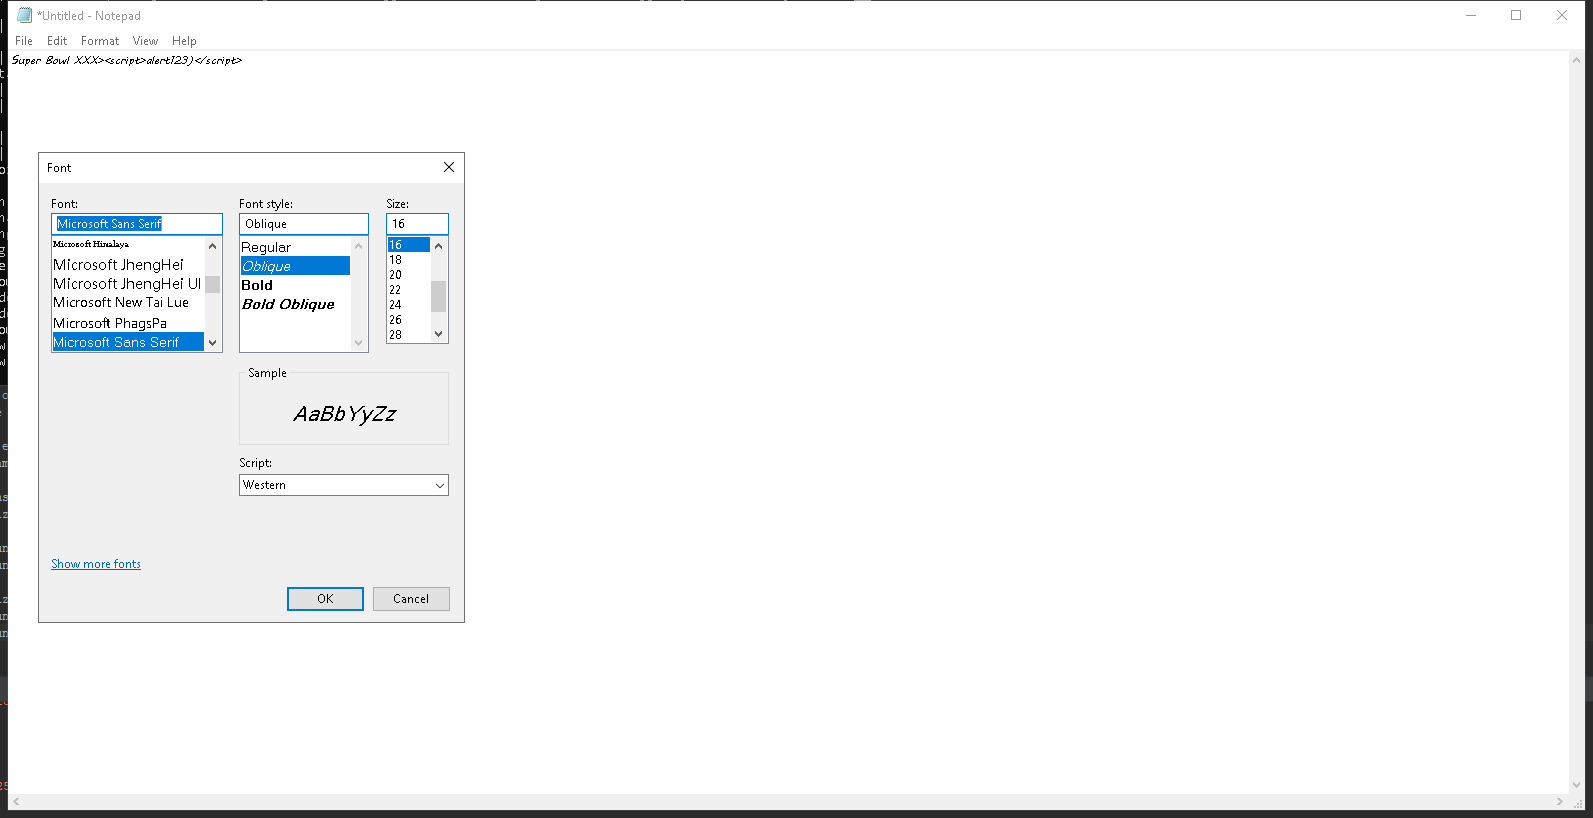 *Untitled - Notepad
File Edit Format View Help
Super Bowl XXX><script>alert123)</script>
Font
Font: Font style: Size:
Microsoft Sans Serif Oblique 16
Microsoft Himalaya
Microsoft JhengHei
Microsoft JhengHei UI
Microsoft New Tai Lue
Microsoft PhagsPa
Microsoft Sans Serif
Regular
Oblique
Bold
Bold Oblique
16
18
20
22
24
26
28
Sample
AaBbYyZz
Script:
Western
Show more fonts
OK Cancel